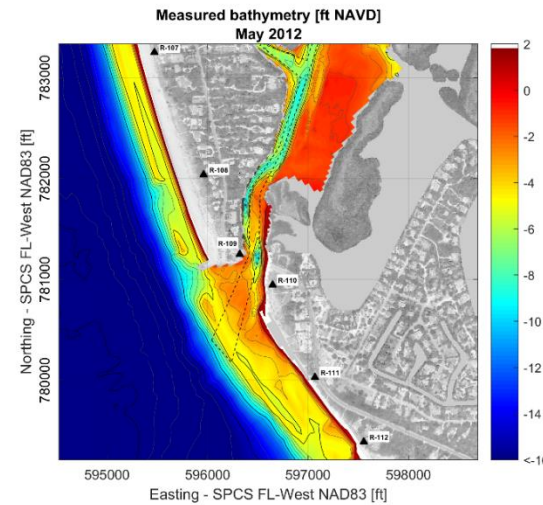 Measured bathymetry [ft NAVD]
May 2012
R-107
R-108
R-109
R-110
R-111
R-112
783000
782000
781000
780000
Northing - SPCS FL-West NAD83 [ft]
595000 596000 597000 598000
Easting - SPCS FL-West NAD83 [ft]
2
0
-2
-4
-6
-8
-10
-12
-14